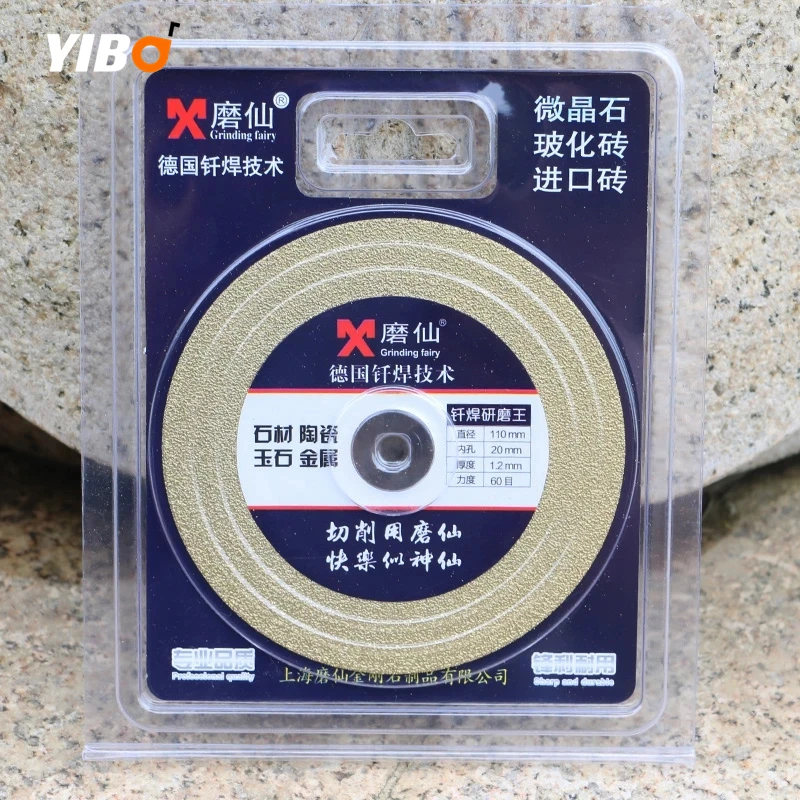 YIBO
磨仙®
Grinding fairy
德国钎焊技术
微晶石
玻化砖
进口砖
磨仙®
Grinding fairy
德国钎焊技术
石材 陶瓷
玉石 金属
钎焊研磨王
直径 110mm
内孔 20mm
厚度 1.2mm
力度 60目
切削用磨仙
快樂似神仙
专业品质
Professional quality
锋利耐用
Sharp and durable
上海磨仙金刚石制品有限公司